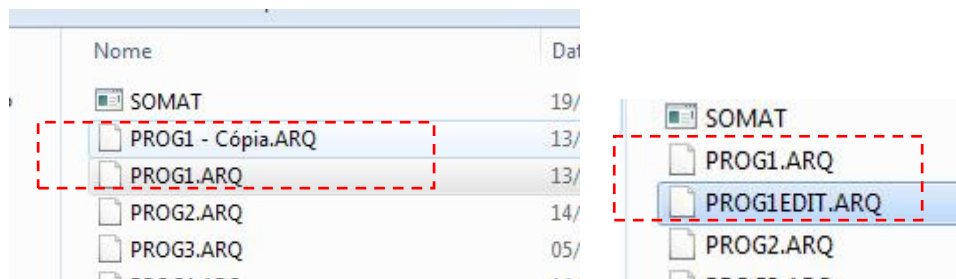 Nome
Dat
SOMAT
19/
PROG1 - Cópia.ARQ
13/
PROG1.ARQ
13/
PROG2.ARQ
14/
PROG3.ARQ
05/
SOMAT
PROG1.ARQ
PROG1EDIT.ARQ
PROG2.ARQ